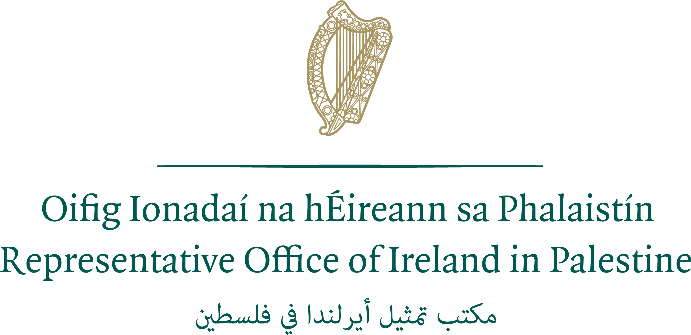 Oifig Ionadaí na hÉireann sa Phalaistín
Representative Office of Ireland in Palestine
مكتب تمثيل أيرلندا في فلسطين